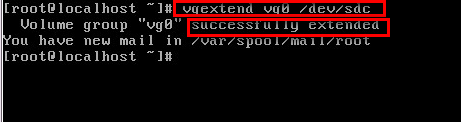 [root@localhost ~]# vgextend vg0 /dev/sdc
  Volume group "vg0" successfully extended
You have new mail in /var/spool/mail/root
[root@localhost ~]#